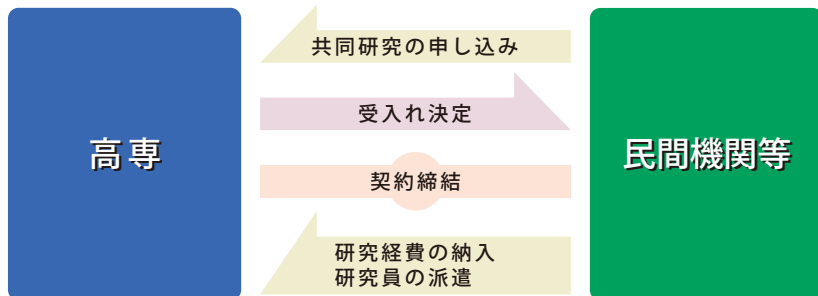 共同研究の申し込み
受入れ決定
高専
民間機関等
契約締結
研究経費の納入
研究員の派遣